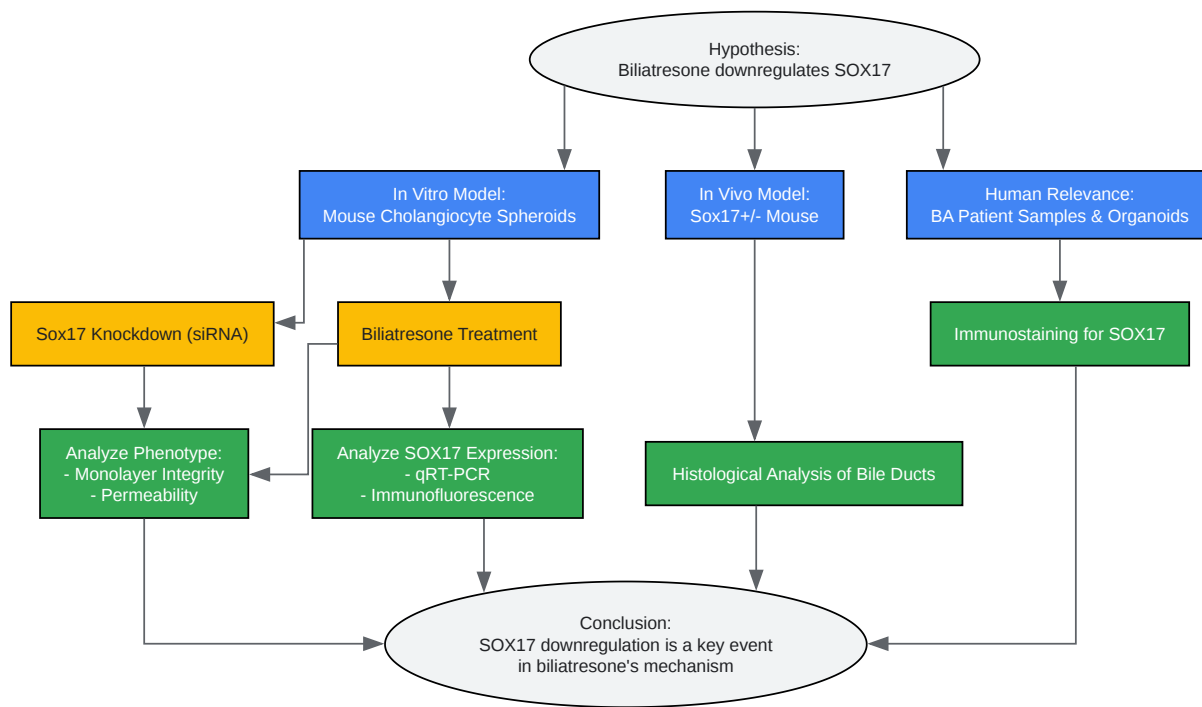 Hypothesis:
Biliatresone downregulates SOX17
In Vitro Model:
Mouse Cholangiocyte Spheroids
In Vivo Model:
Sox17+/- Mouse
Human Relevance:
BA Patient Samples & Organoids
Sox17 Knockdown (siRNA)
Biliatresone Treatment
Immunostaining for SOX17
Analyze Phenotype:
- Monolayer Integrity
- Permeability
Analyze SOX17 Expression:
- qRT-PCR
- Immunofluorescence
Histological Analysis of Bile Ducts
Conclusion:
SOX17 downregulation is a key event
in biliatresone's mechanism